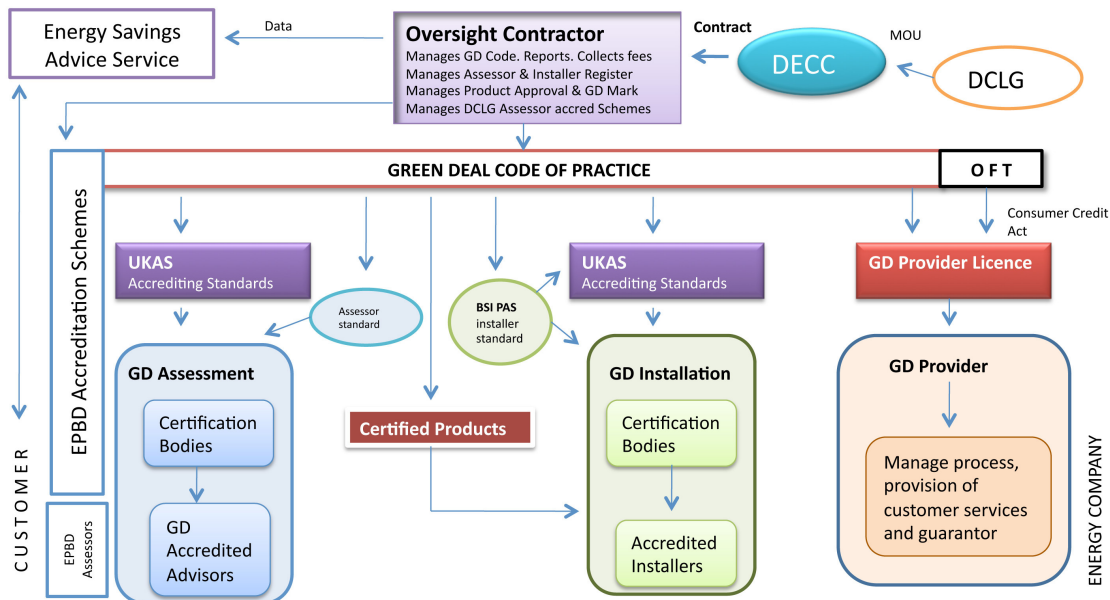 Energy Savings
Advice Service
Data
Oversight Contractor
Manages GD Code. Reports. Collects fees
Manages Assessor & Installer Register
Manages Product Approval & GD Mark
Manages DCLG Assessor accred Schemes
Contract
DECC
MOU
DCLG
GREEN DEAL CODE OF PRACTICE
O F T
Consumer Credit
Act
EPBD Accreditation Schemes
UKAS
Accrediting Standards
Assessor
standard
BSI PAS
installer
standard
UKAS
Accrediting Standards
GD Provider Licence
GD Assessment
Certification
Bodies
GD
Accredited
Advisors
Certified Products
GD Installation
Certification
Bodies
Accredited
Installers
GD Provider
Manage process,
provision of
customer services
and guarantor
CUSTOMER
EPBD
Assessors
ENERGY COMPANY